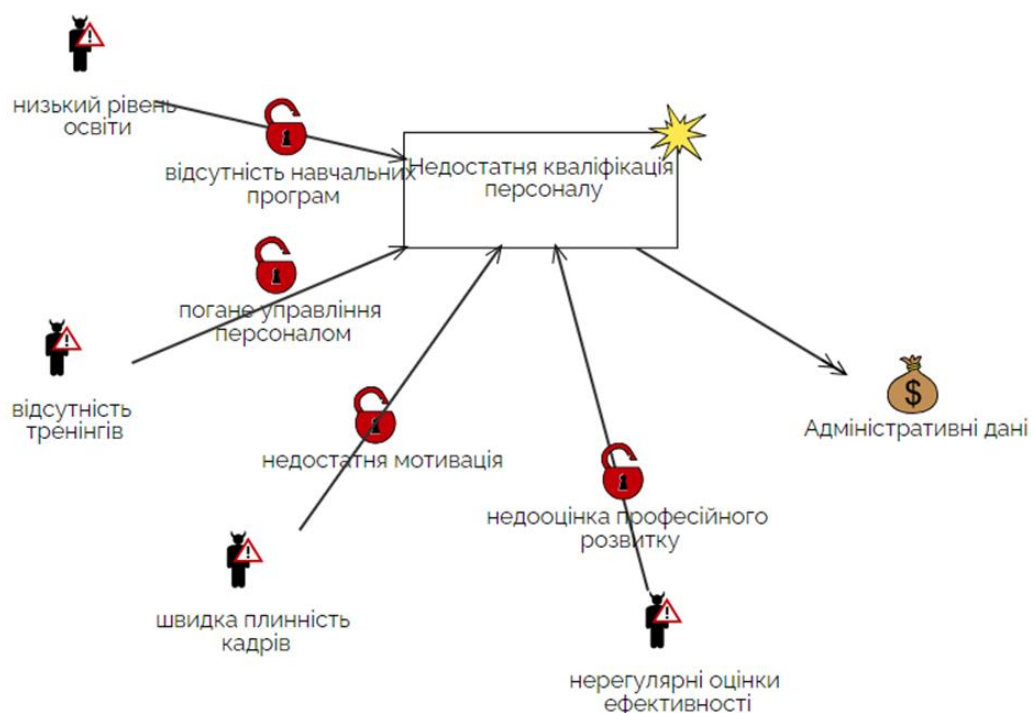 низький рівень
освіти
відсутність навчальних
програм
Недостатня кваліфікація
персоналу
погане управління
персоналом
відсутність
тренінгів
недостатня мотивація
Адміністративні дані
недооцінка професійного
розвитку
швидка плинність
кадрів
нерегулярні оцінки
ефективності